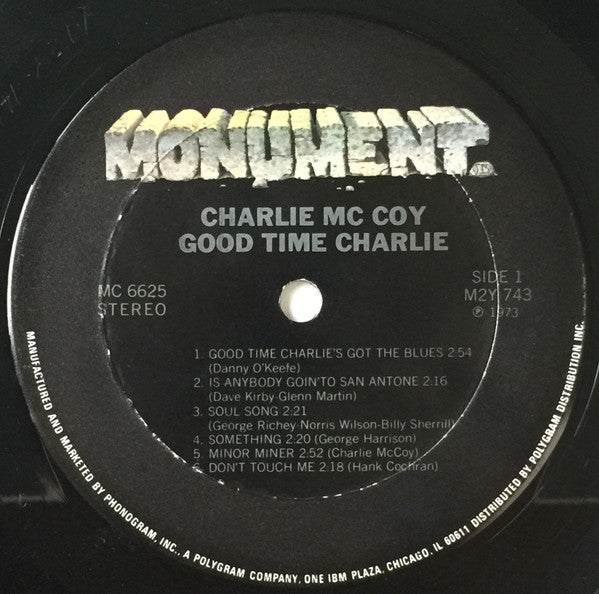 MONUMENT
CHARLIE MC COY
GOOD TIME CHARLIE
MC 6625
STEREO
SIDE 1
M2Y 743
℗ 1973
1. GOOD TIME CHARLIE'S GOT THE BLUES 2:54
(Danny O'Keefe)
2. IS ANYBODY GOIN'TO SAN ANTONE 2:16
(Dave Kirby-Glenn Martin)
3. SOUL SONG 2:21
(George Richey-Norris Wilson-Billy Sherrill)
4. SOMETHING 2:20 (George Harrison)
5. MINOR MINER 2:52 (Charlie McCoy)
6. DON'T TOUCH ME 2:18 (Hank Cochran)
MANUFACTURED AND MARKETED BY PHONOGRAM, INC., A POLYGRAM COMPANY, ONE IBM PLAZA, CHICAGO, IL 60611 DISTRIBUTED BY POLYGRAM DISTRIBUTION INC.